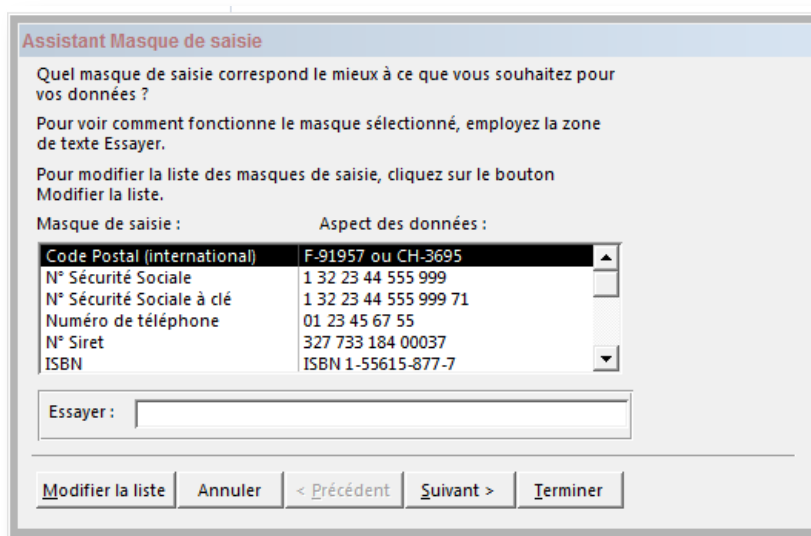 Assistant Masque de saisie
Quel masque de saisie correspond le mieux à ce que vous souhaitez pour
vos données ?
Pour voir comment fonctionne le masque sélectionné, employez la zone
de texte Essayer.
Pour modifier la liste des masques de saisie, cliquez sur le bouton
Modifier la liste.
Masque de saisie : Aspect des données :
Code Postal (international) F-91957 ou CH-3695
N° Sécurité Sociale 1 32 23 44 555 999
N° Sécurité Sociale à clé 1 32 23 44 555 999 71
Numéro de téléphone 01 23 45 67 55
N° Siret 327 733 184 00037
ISBN ISBN 1-55615-877-7
Essayer :
Modifier la liste Annuler < Précédent Suivant > Terminer